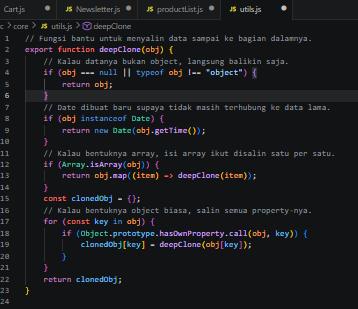 Cart.js
JS Newsletter.js
JS productList.js
JS utils.js
c > core > JS utils.js > deepClone
1 // Fungsi bantu untuk menyalin data sampai ke bagian dalamnya.
2 export function deepClone(obj) {
3 // Kalau datanya bukan object, langsung balikin saja.
4 if (obj === null || typeof obj !== "object") {
5 return obj;
6 }
7 // Date dibuat baru supaya tidak masih terhubung ke data lama.
8 if (obj instanceof Date) {
9 return new Date(obj.getTime());
10 }
11 // Kalau bentuknya array, isi array ikut disalin satu per satu.
12 if (Array.isArray(obj)) {
13 return obj.map((item) => deepClone(item));
14 }
15 const clonedObj = {};
16 // Kalau bentuknya object biasa, salin semua property-nya.
17 for (const key in obj) {
18 if (Object.prototype.hasOwnProperty.call(obj, key)) {
19 clonedObj[key] = deepClone(obj[key]);
20 }
21 }
22 return clonedObj;
23 }
24